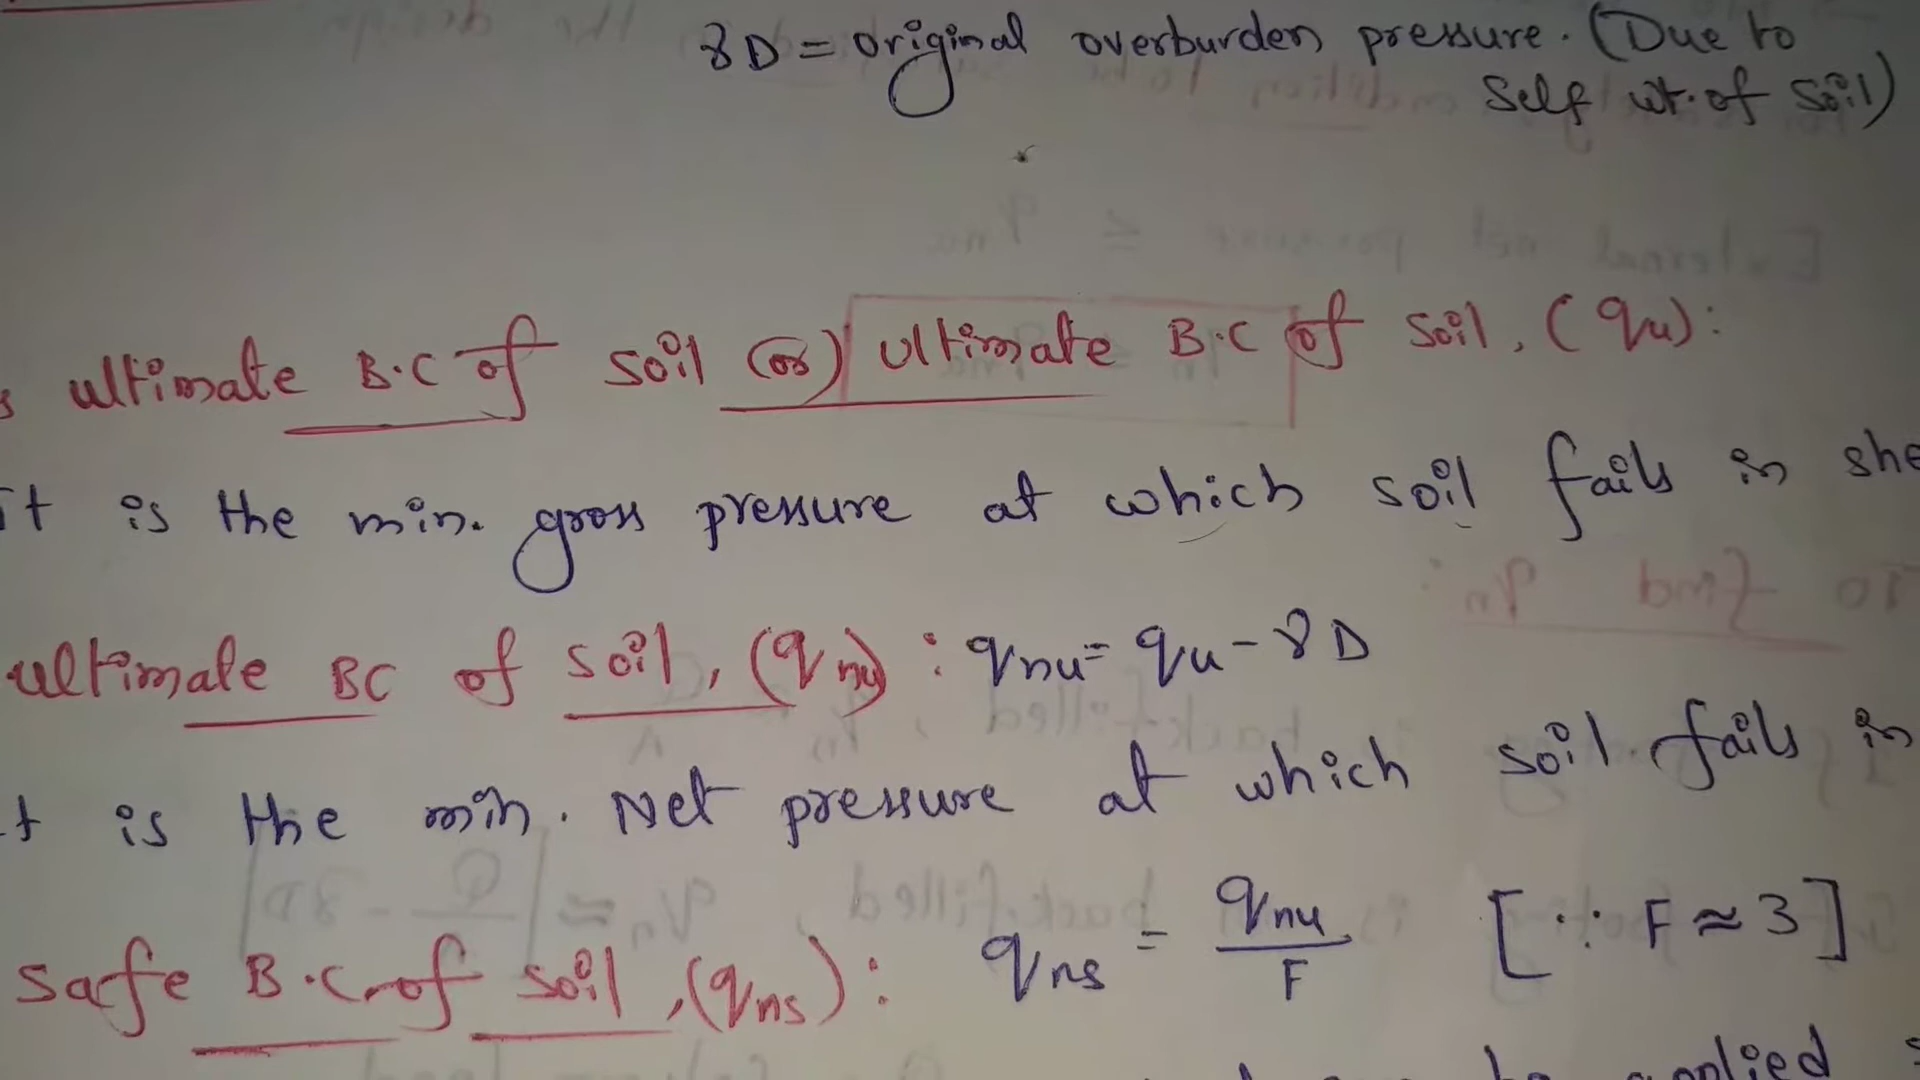 γD = original overburden pressure. (Due to
self wt. of soil)
s ultimate B.C of soil (or) ultimate B.C of soil, (qu):
it is the min. gross pressure at which soil fails in she
ultimate BC of soil, (qnu) : qnu = qu - γD
t is the min. Net pressure at which soil fails in
safe B.C. of soil, (qns) : qns = qnu / F [∵ F ≈ 3]
applied